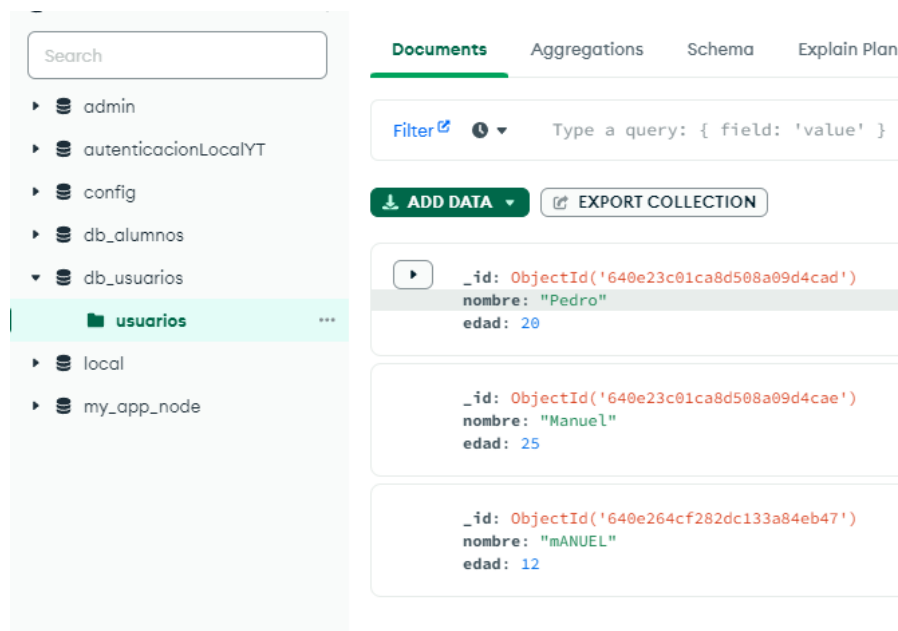 Search
admin
autenticacionLocalYT
config
db_alumnos
db_usuarios
usuarios
local
my_app_node
Documents Aggregations Schema Explain Plan
Filter Type a query: { field: 'value' }
ADD DATA EXPORT COLLECTION
_id: ObjectId('640e23c01ca8d508a09d4cad')
nombre: "Pedro"
edad: 20
_id: ObjectId('640e23c01ca8d508a09d4cae')
nombre: "Manuel"
edad: 25
_id: ObjectId('640e264cf282dc133a84eb47')
nombre: "mANUEL"
edad: 12